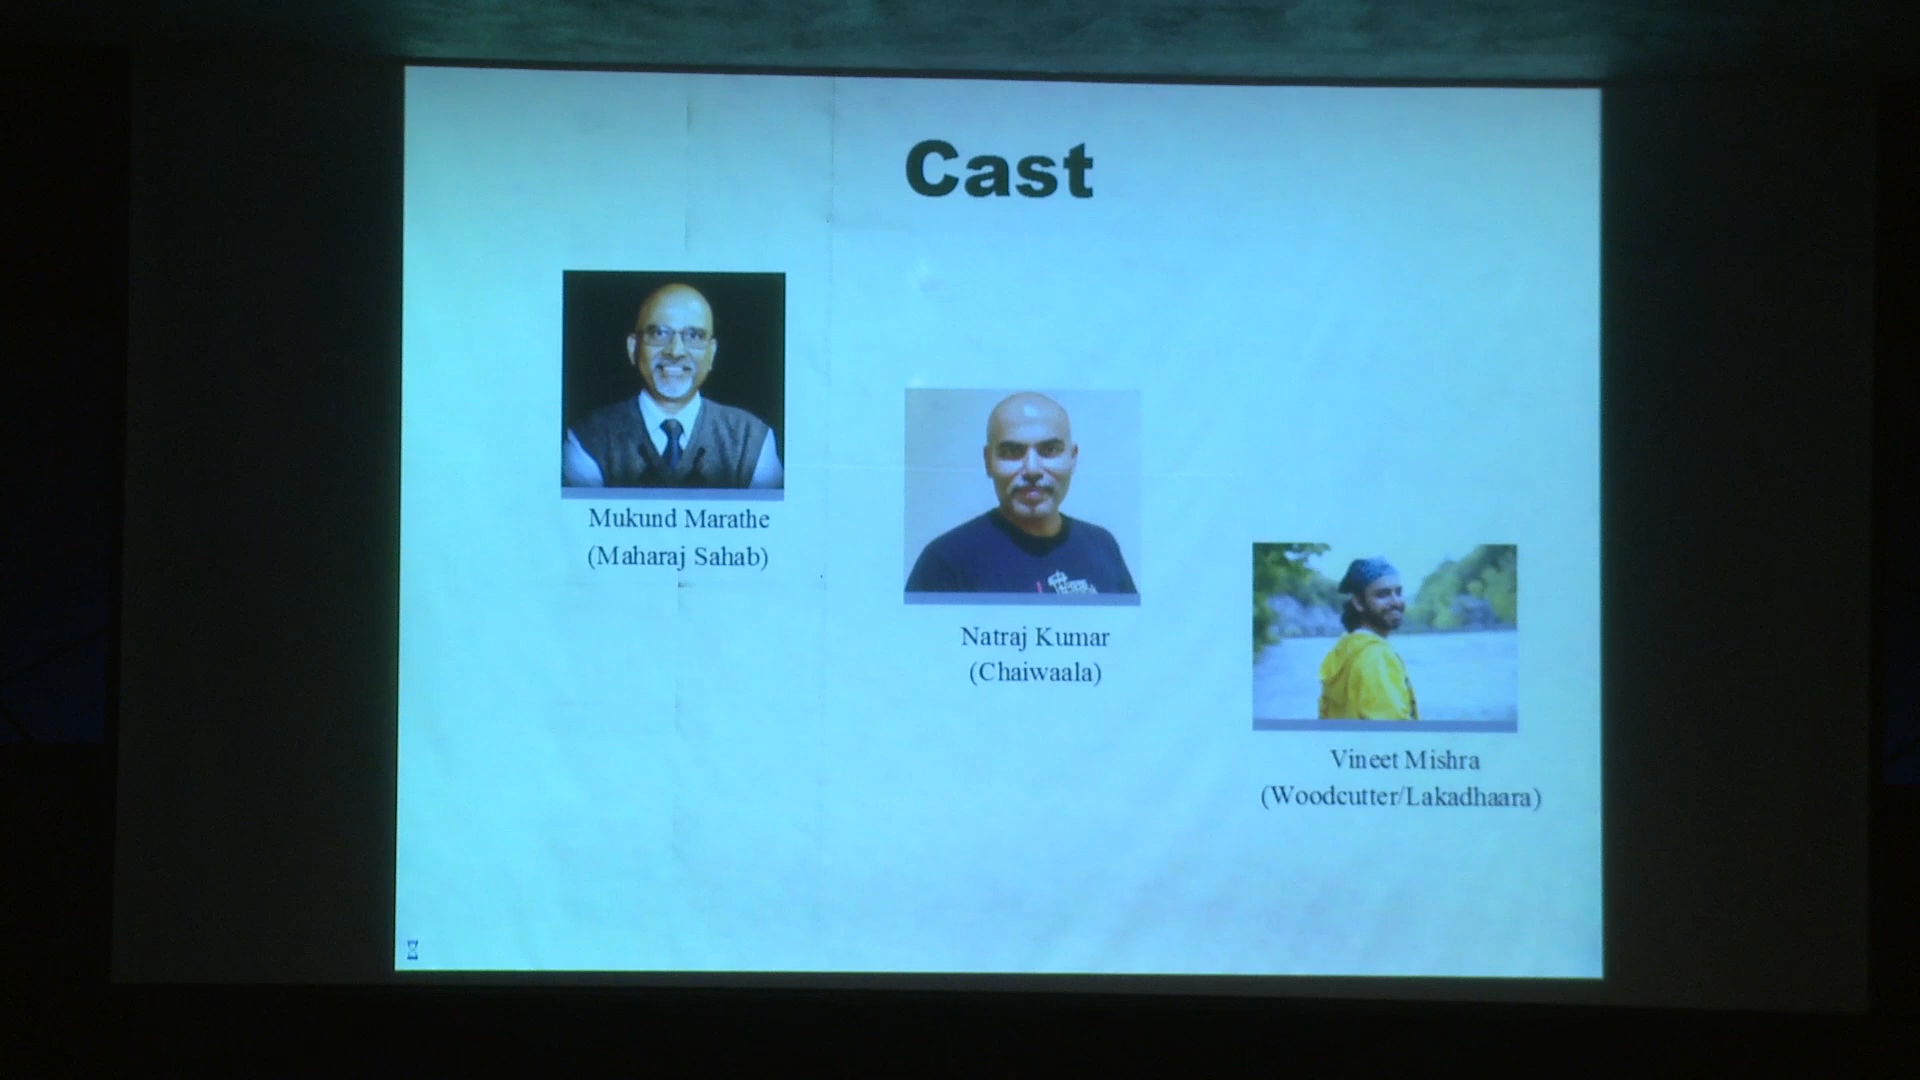 Cast
Mukund Marathe
(Maharaj Sahab)
Natraj Kumar
(Chaiwaala)
Vineet Mishra
(Woodcutter/Lakadhaara)